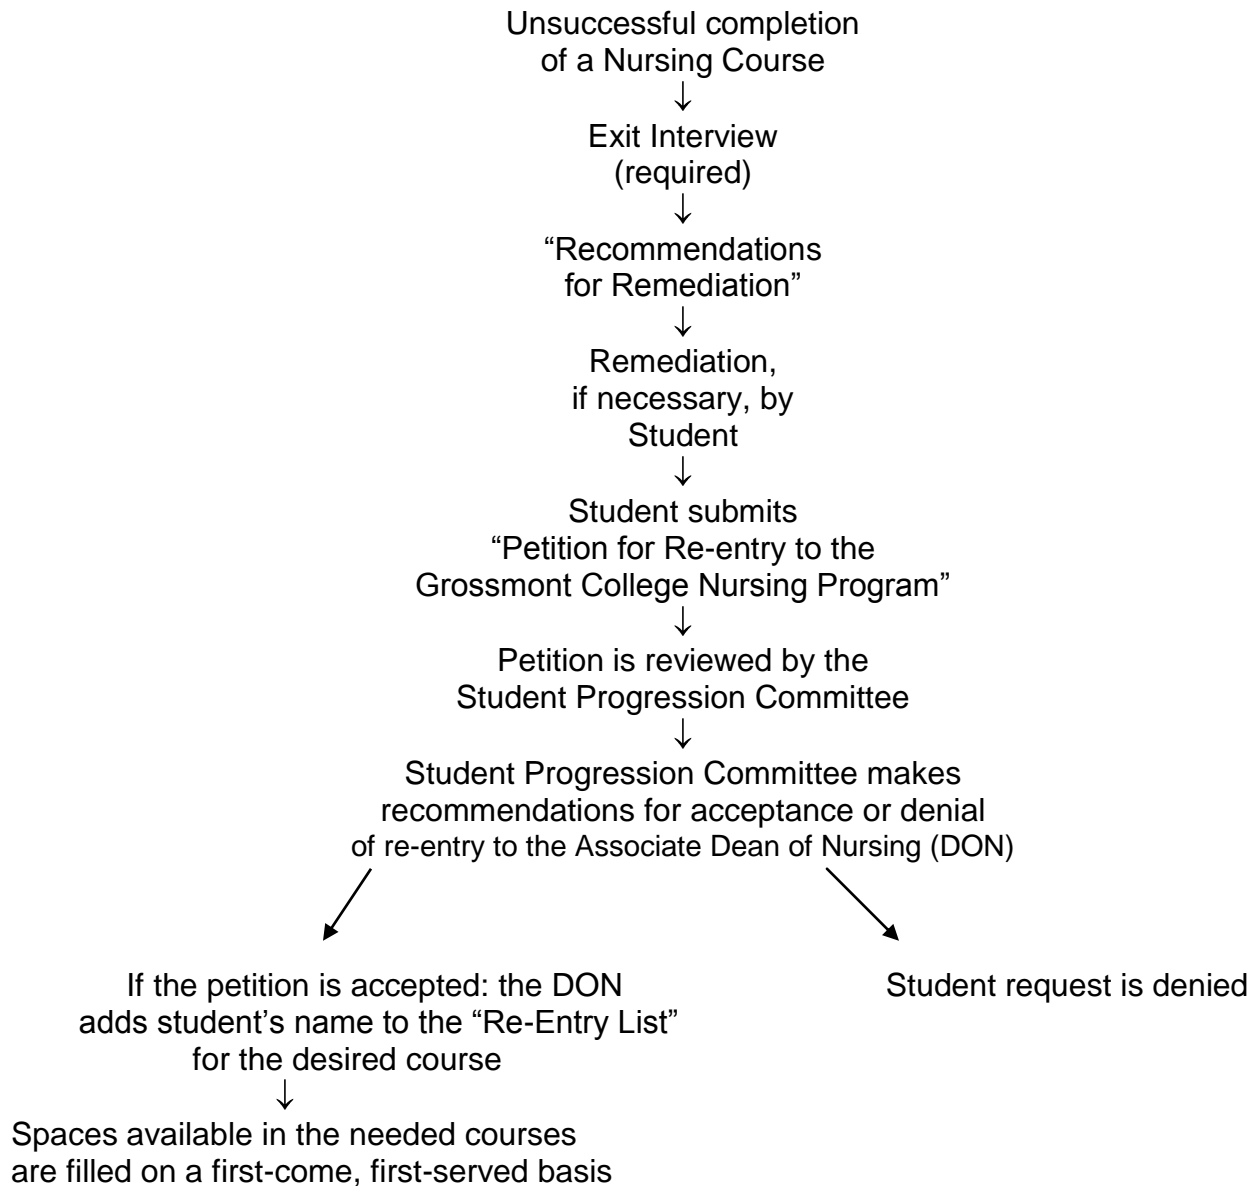 Unsuccessful completion
of a Nursing Course
↓
Exit Interview
(required)
↓
“Recommendations
for Remediation”
↓
Remediation,
if necessary, by
Student
↓
Student submits
“Petition for Re-entry to the
Grossmont College Nursing Program”
↓
Petition is reviewed by the
Student Progression Committee
↓
Student Progression Committee makes
recommendations for acceptance or denial
of re-entry to the Associate Dean of Nursing (DON)
If the petition is accepted: the DON
adds student’s name to the “Re-Entry List”
for the desired course
↓
Spaces available in the needed courses
are filled on a first-come, first-served basis
Student request is denied